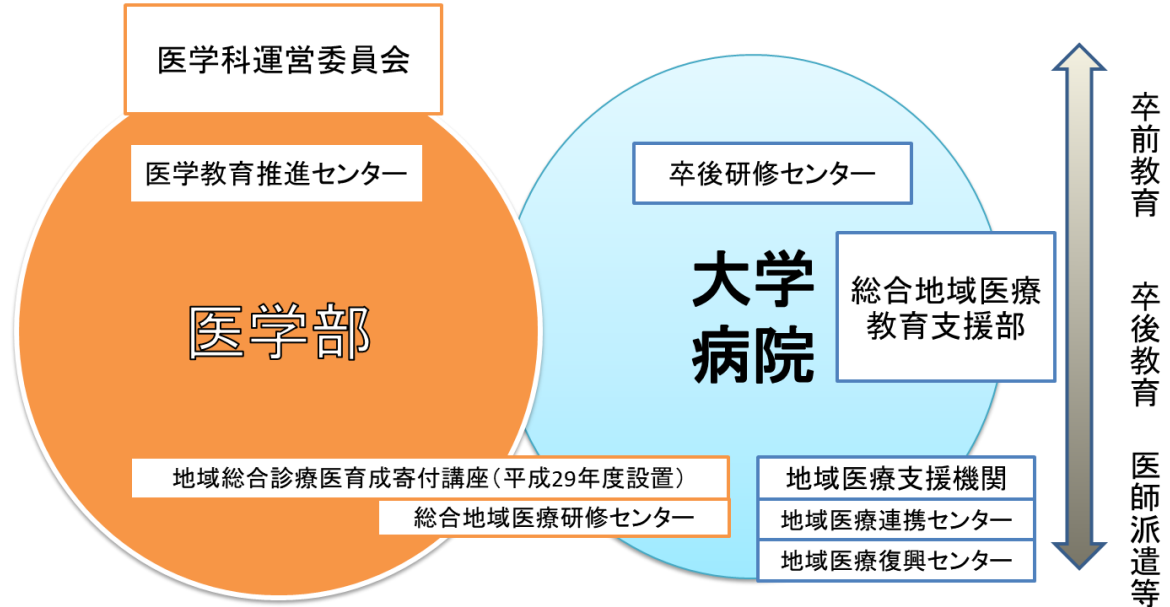 医学科運営委員会
医学教育推進センター
医学部
卒後研修センター
大学
病院
総合地域医療
教育支援部
地域総合診療医育成寄付講座（平成29年度設置）
総合地域医療研修センター
地域医療支援機関
地域医療連携センター
地域医療復興センター
卒前教育
卒後教育
医師派遣等